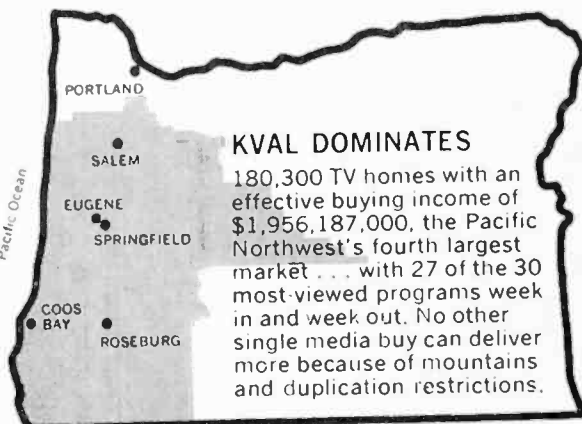 PORTLAND
SALEM
Pacific Ocean
EUGENE
SPRINGFIELD
COOS
BAY
ROSEBURG
KVAL DOMINATES
180,300 TV homes with an
effective buying income of
$1,956,187,000, the Pacific
Northwest's fourth largest
market . . . with 27 of the 30
most-viewed programs week
in and week out. No other
single media buy can deliver
more because of mountains
and duplication restrictions.